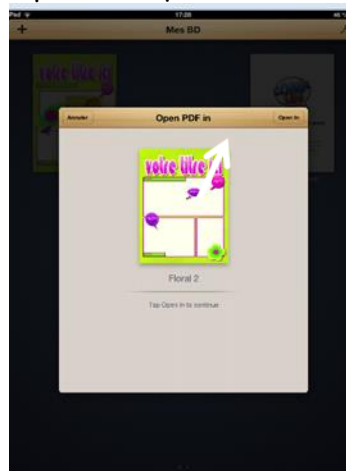 iPad 17:28
+ Mes BD
Annuler Open PDF in Open In
votre titre ici
Floral 2
Tap Open In to continue